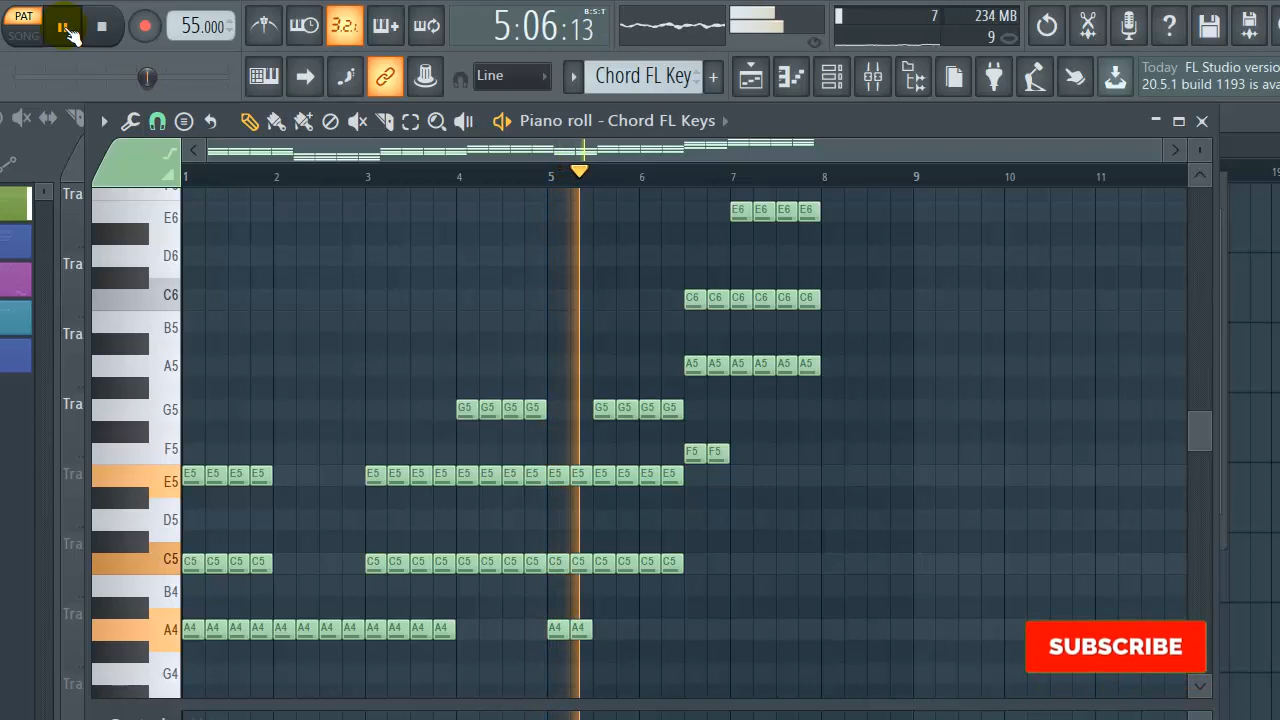 PAT
SONG
55.000
3.2.
5:06:13
B:S:T
7
234 MB
9
Line
Chord FL Key
Today FL Studio versio
20.5.1 build 1193 is ava
Piano roll - Chord FL Keys
1 2 3 4 5 6 7 8 9 10 11
19
Tra
E6 E6 E6 E6 E6
Tra
D6
C6 C6 C6 C6 C6 C6 C6
Tra
B5
A5 A5 A5 A5 A5 A5 A5
Tra
G5 G5 G5 G5 G5 G5 G5 G5 G5
F5 F5 F5
Tra
E5 E5 E5 E5 E5 E5 E5 E5 E5 E5 E5 E5 E5 E5 E5 E5 E5 E5 E5
D5
Tra
C5 C5 C5 C5 C5 C5 C5 C5 C5 C5 C5 C5 C5 C5 C5 C5 C5 C5 C5
B4
Tra
A4 A4 A4 A4 A4 A4 A4 A4 A4 A4 A4 A4 A4 A4 A4
SUBSCRIBE
G4
Tra